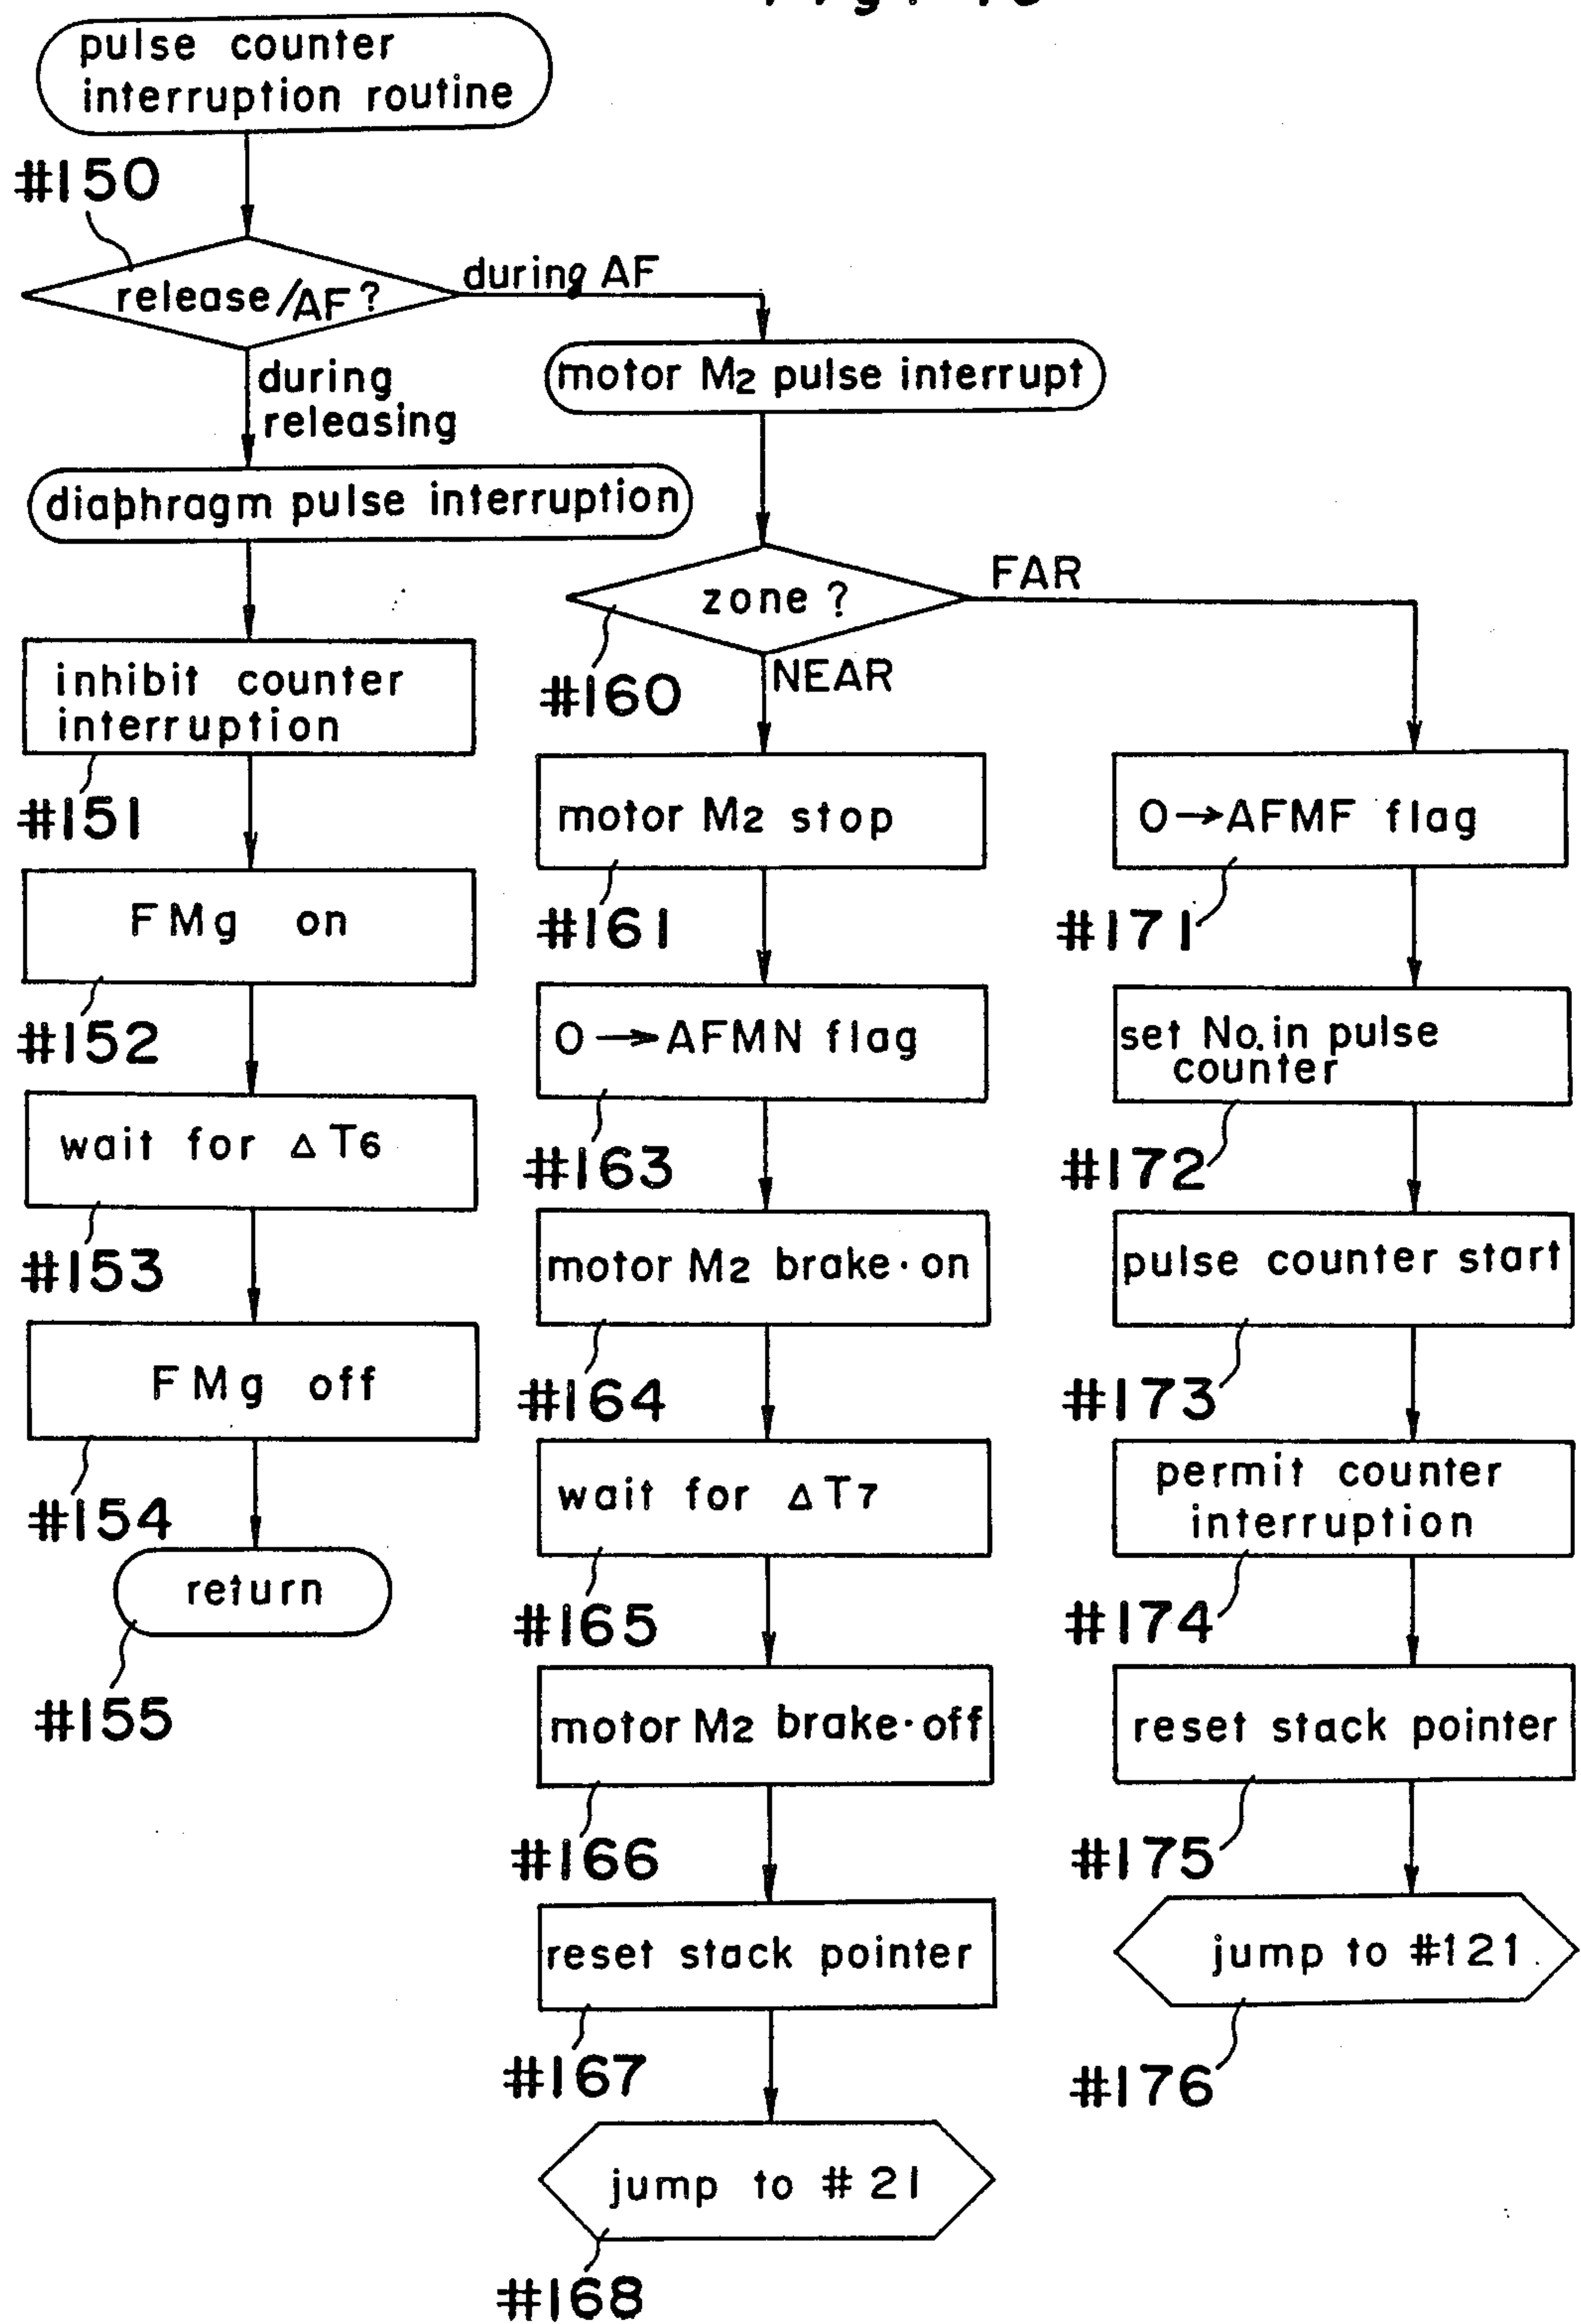 pulse counter
interruption routine
#150
release/AF?
during AF
during
releasing
motor M2 pulse interrupt
diaphragm pulse interruption
zone?
FAR
NEAR
#160
inhibit counter
interruption
#151
FMg on
#152
wait for ΔT6
#153
FMg off
#154
return
#155
motor M2 stop
#161
0→AFMN flag
#163
motor M2 brake·on
#164
wait for ΔT7
#165
motor M2 brake·off
#166
reset stack pointer
#167
jump to #21
#168
0→AFMF flag
#171
set No. in pulse
counter
#172
pulse counter start
#173
permit counter
interruption
#174
reset stack pointer
#175
jump to #121
#176